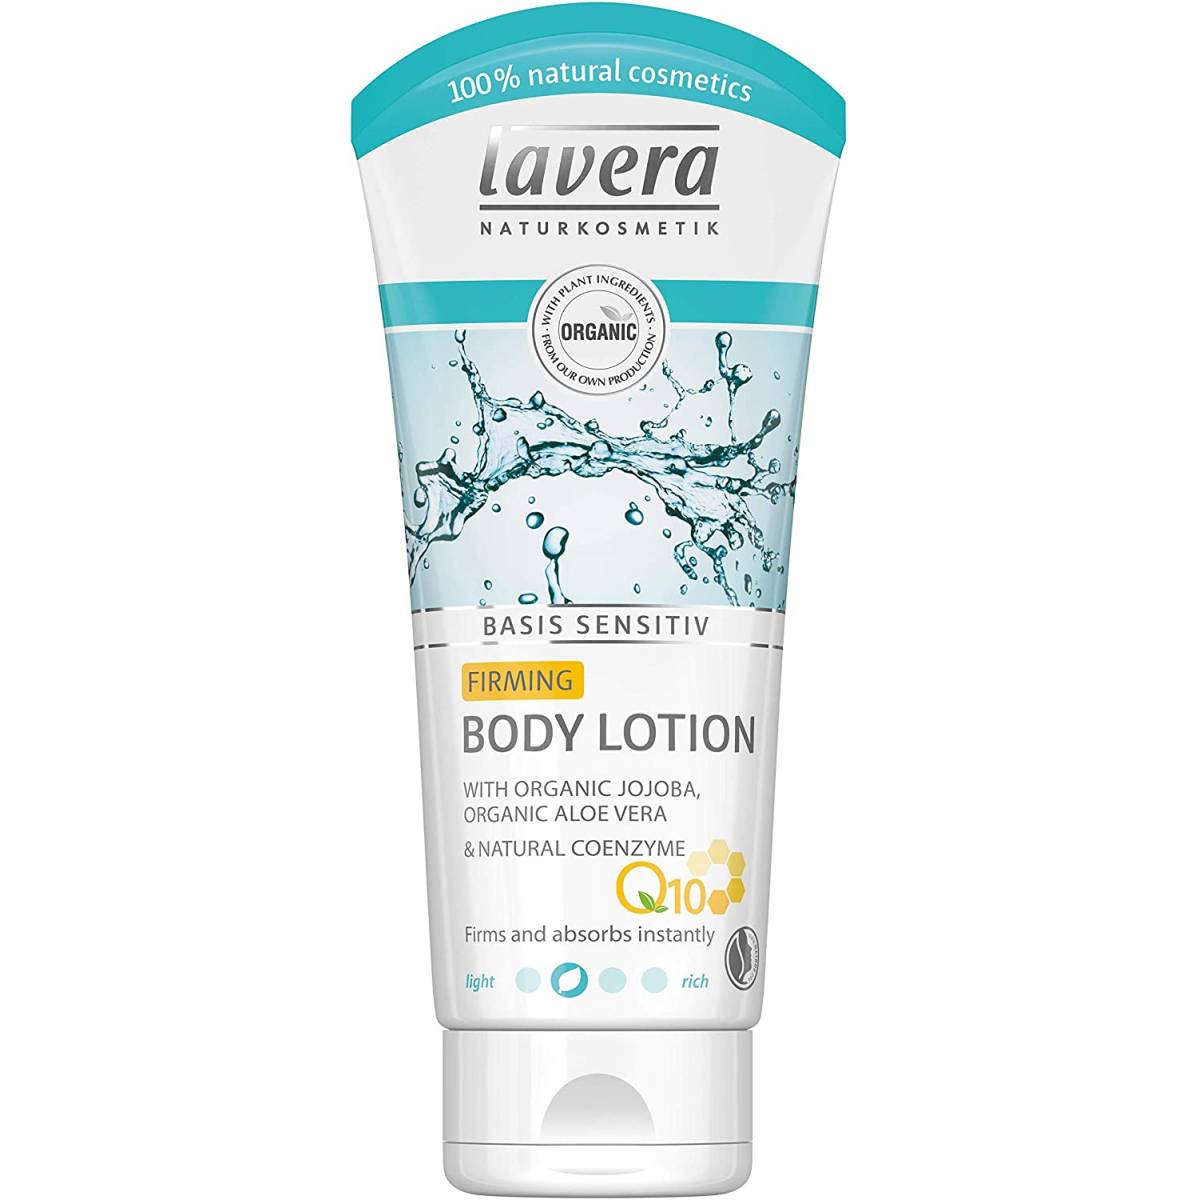 100% natural cosmetics
lavera
NATURKOSMETIK
WITH PLANT INGREDIENTS
ORGANIC
FROM OUR OWN PRODUCTION
BASIS SENSITIV
FIRMING
BODY LOTION
WITH ORGANIC JOJOBA,
ORGANIC ALOE VERA
& NATURAL COENZYME
Q10
Firms and absorbs instantly
light rich